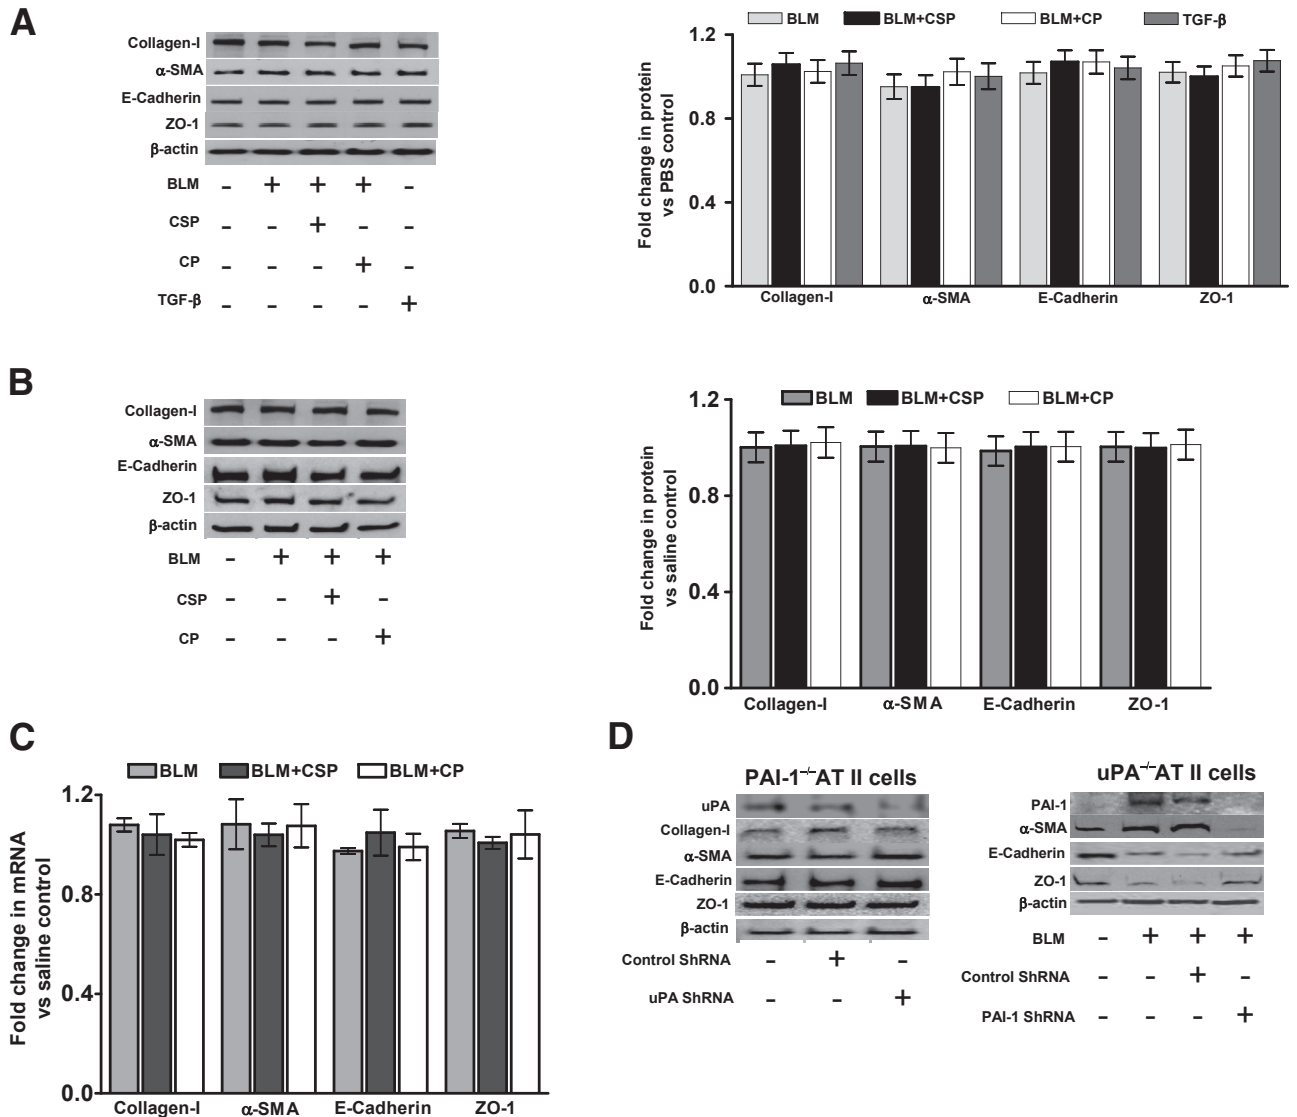 A
Collagen-I
α-SMA
E-Cadherin
ZO-1
β-actin
BLM - + + + -
CSP - - + - -
CP - - - + -
TGF-β - - - - +
BLM BLM+CSP BLM+CP TGF-β
Fold change in protein
vs PBS control
1.2
0.8
0.4
0.0
Collagen-I α-SMA E-Cadherin ZO-1
B
Collagen-I
α-SMA
E-Cadherin
ZO-1
β-actin
BLM - + + +
CSP - - + -
CP - - - +
BLM BLM+CSP BLM+CP
Fold change in protein
vs saline control
1.2
0.8
0.4
0.0
Collagen-I α-SMA E-Cadherin ZO-1
C
BLM BLM+CSP BLM+CP
Fold change in mRNA
vs saline control
1.2
0.8
0.4
0.0
Collagen-I α-SMA E-Cadherin ZO-1
D
PAI-1⁻/⁻AT II cells
uPA
Collagen-I
α-SMA
E-Cadherin
ZO-1
β-actin
Control ShRNA - + -
uPA ShRNA - - +
uPA⁻/⁻AT II cells
PAI-1
α-SMA
E-Cadherin
ZO-1
β-actin
BLM - + + +
Control ShRNA - - + -
PAI-1 ShRNA - - - +